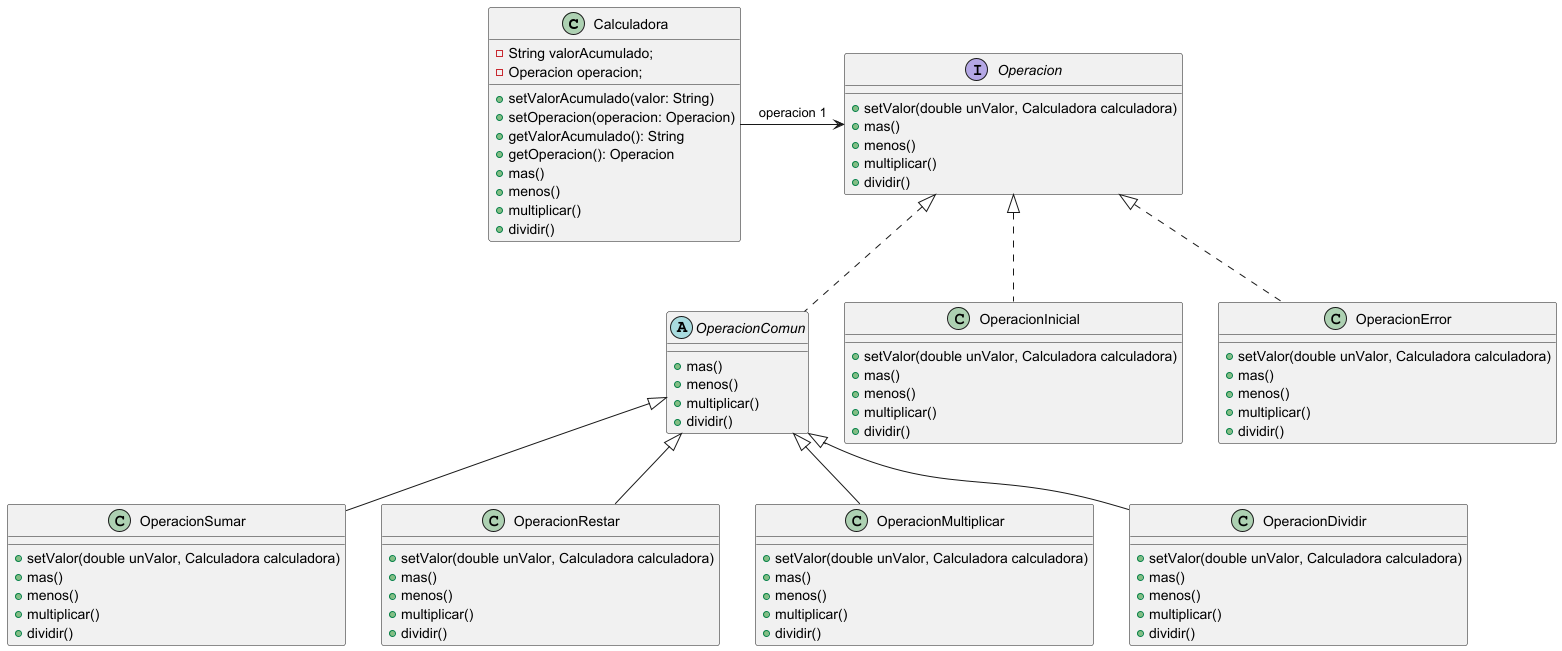 C Calculadora
String valorAcumulado;
Operacion operacion;
setValorAcumulado(valor: String)
setOperacion(operacion: Operacion)
getValorAcumulado(): String
getOperacion(): Operacion
mas()
menos()
multiplicar()
dividir()
operacion 1
I Operacion
setValor(double unValor, Calculadora calculadora)
mas()
menos()
multiplicar()
dividir()
A OperacionComun
mas()
menos()
multiplicar()
dividir()
C OperacionInicial
setValor(double unValor, Calculadora calculadora)
mas()
menos()
multiplicar()
dividir()
C OperacionError
setValor(double unValor, Calculadora calculadora)
mas()
menos()
multiplicar()
dividir()
C OperacionSumar
setValor(double unValor, Calculadora calculadora)
mas()
menos()
multiplicar()
dividir()
C OperacionRestar
setValor(double unValor, Calculadora calculadora)
mas()
menos()
multiplicar()
dividir()
C OperacionMultiplicar
setValor(double unValor, Calculadora calculadora)
mas()
menos()
multiplicar()
dividir()
C OperacionDividir
setValor(double unValor, Calculadora calculadora)
mas()
menos()
multiplicar()
dividir()